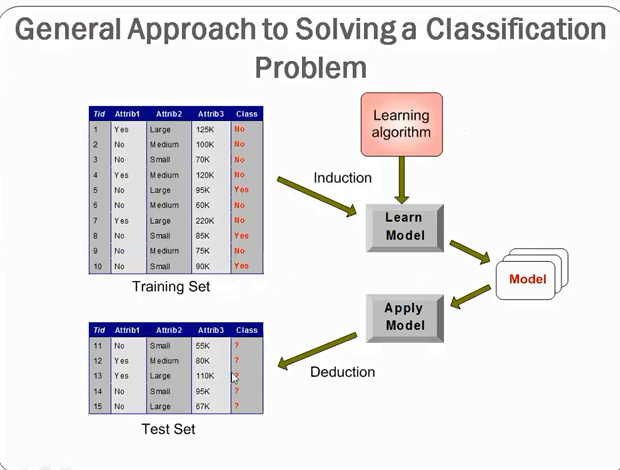 General Approach to Solving a Classification
Problem
Tid Attrib1 Attrib2 Attrib3 Class
1 Yes Large 125K No
2 No Medium 100K No
3 No Small 70K No
4 Yes Medium 120K No
5 No Large 95K Yes
6 No Medium 60K No
7 Yes Large 220K No
8 No Small 85K Yes
9 No Medium 75K No
10 No Small 90K Yes
Training Set
Learning
algorithm
Induction
Learn
Model
Model
Apply
Model
Deduction
Tid Attrib1 Attrib2 Attrib3 Class
11 No Small 55K ?
12 Yes Medium 80K ?
13 Yes Large 110K ?
14 No Small 95K ?
15 No Large 67K ?
Test Set